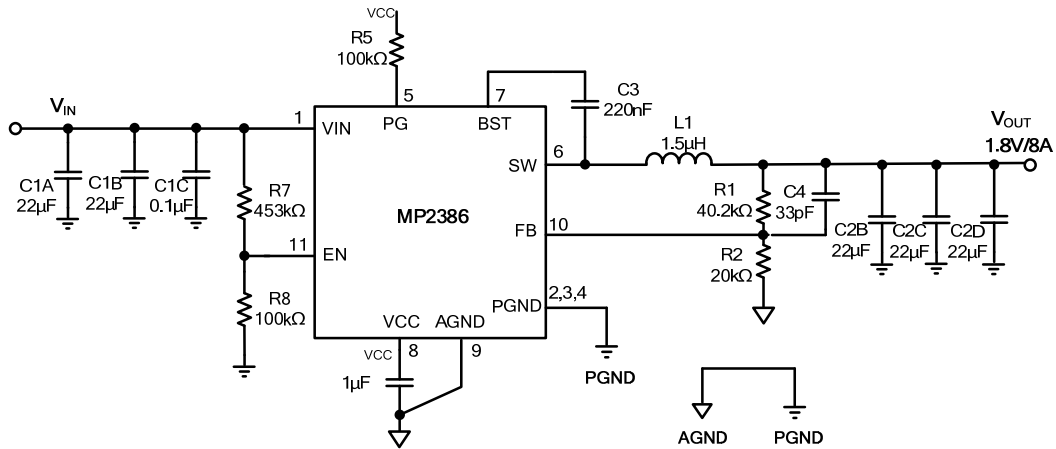 VCC
R5
100kΩ
5
PG
7
BST
C3
220nF
VIN
1
VIN
6
SW
L1
1.5µH
VOUT
1.8V/8A
C1A
22µF
C1B
22µF
C1C
0.1µF
R7
453kΩ
MP2386
R1
40.2kΩ
C4
33pF
FB
10
C2B
22µF
C2C
22µF
C2D
22µF
11
EN
R2
20kΩ
R8
100kΩ
2,3,4
PGND
VCC
AGND
VCC
8
9
1µF
PGND
AGND
PGND